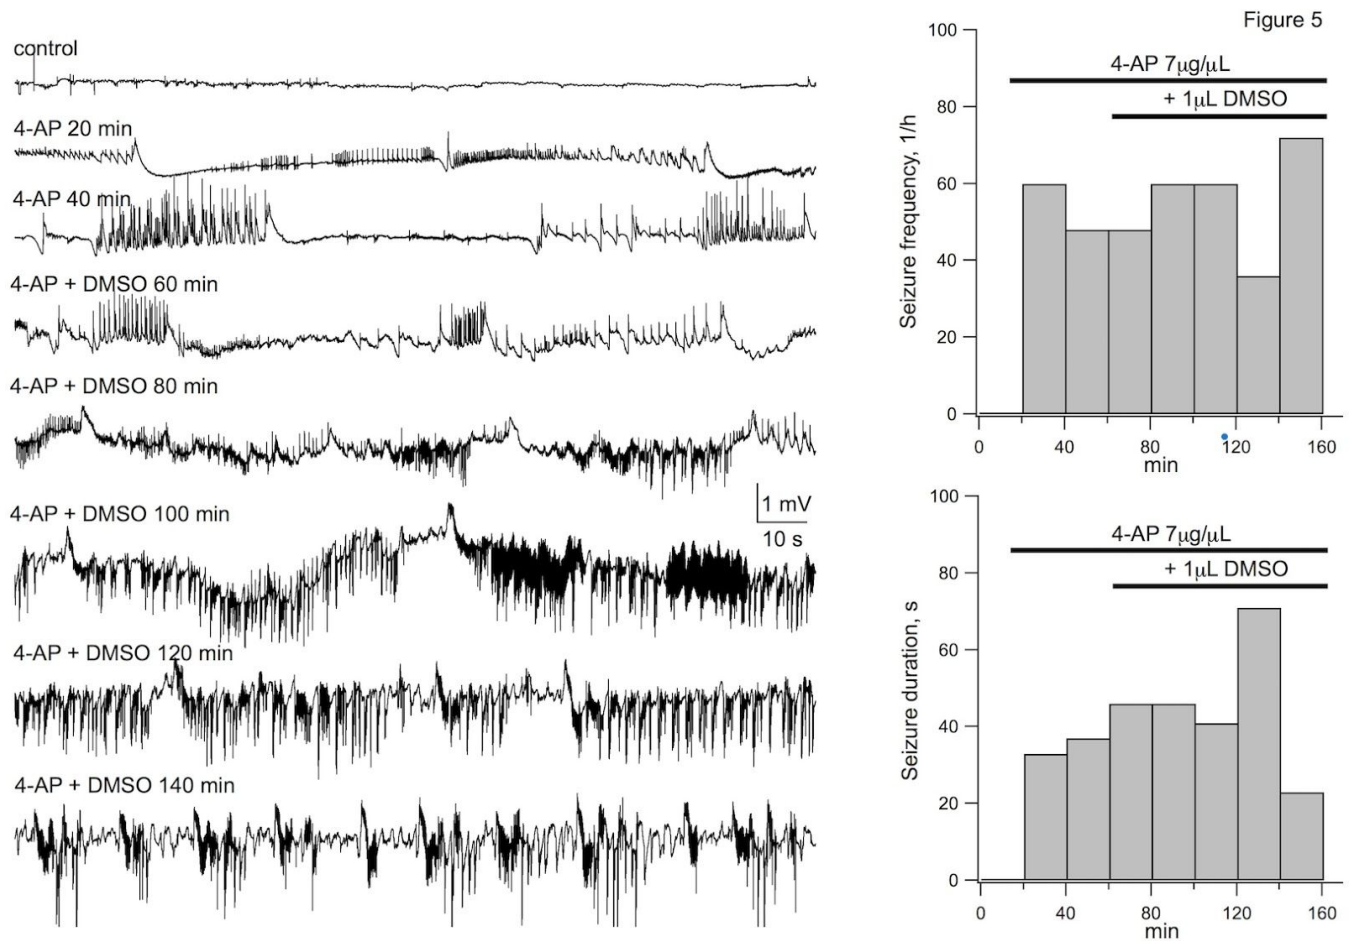 control
4-AP 20 min
4-AP 40 min
4-AP + DMSO 60 min
4-AP + DMSO 80 min
4-AP + DMSO 100 min
1 mV
10 s
4-AP + DMSO 120 min
4-AP + DMSO 140 min
Figure 5
4-AP 7µg/µL
+ 1µL DMSO
Seizure frequency, 1/h
100
80
60
40
20
0
0 40 80 120 160
min
4-AP 7µg/µL
+ 1µL DMSO
Seizure duration, s
100
80
60
40
20
0
0 40 80 120 160
min